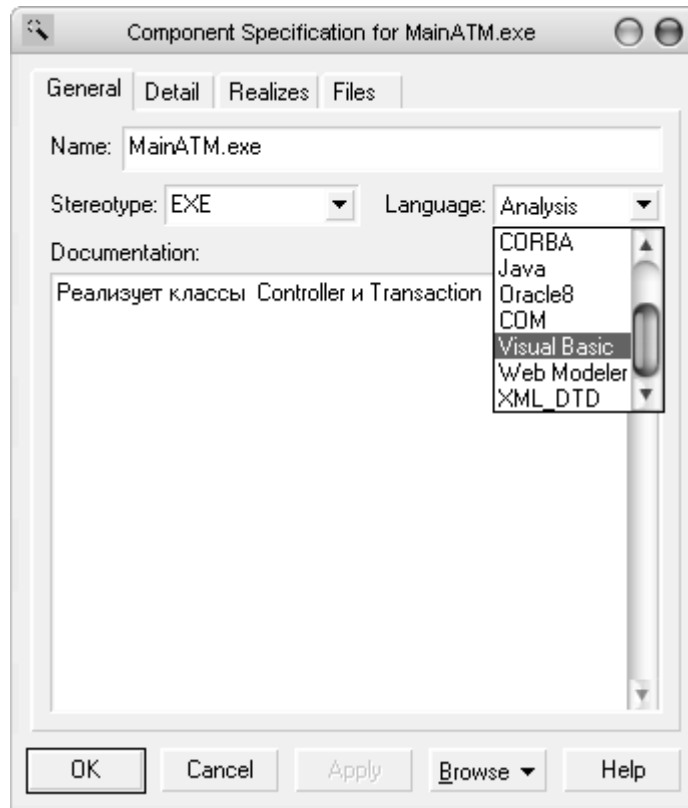 Component Specification for MainATM.exe
General Detail Realizes Files
Name: MainATM.exe
Stereotype: EXE Language: Analysis
Documentation:
Реализует классы Controller и Transaction
CORBA
Java
Oracle8
COM
Visual Basic
Web Modeler
XML_DTD
OK Cancel Apply Browse Help